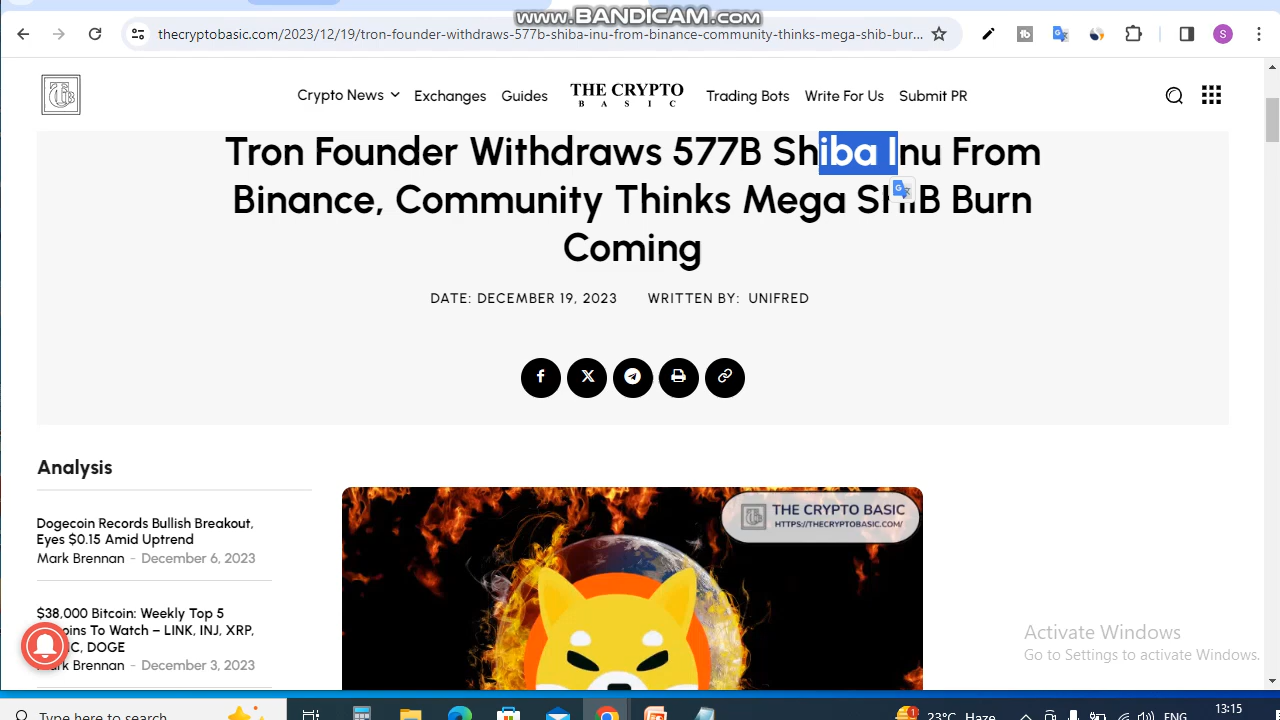 www.BANDICAM.com
thecryptobasic.com/2023/12/19/tron-founder-withdraws-577b-shiba-inu-from-binance-community-thinks-mega-shib-bur...
S
Crypto News
Exchanges
Guides
THE CRYPTO
BASIC
Trading Bots
Write For Us
Submit PR
Tron Founder Withdraws 577B Shiba Inu From
Binance, Community Thinks Mega SHIB Burn
Coming
DATE: DECEMBER 19, 2023 WRITTEN BY: UNIFRED
Analysis
THE CRYPTO BASIC
HTTPS://THECRYPTOBASIC.COM/
Dogecoin Records Bullish Breakout,
Eyes $0.15 Amid Uptrend
Mark Brennan - December 6, 2023
$38,000 Bitcoin: Weekly Top 5
To Watch – LINK, INJ, XRP,
DOGE
Brennan - December 3, 2023
Activate Windows
Go to Settings to activate Windows.
Type here to search
1
23°C Haze
ENG
13:15